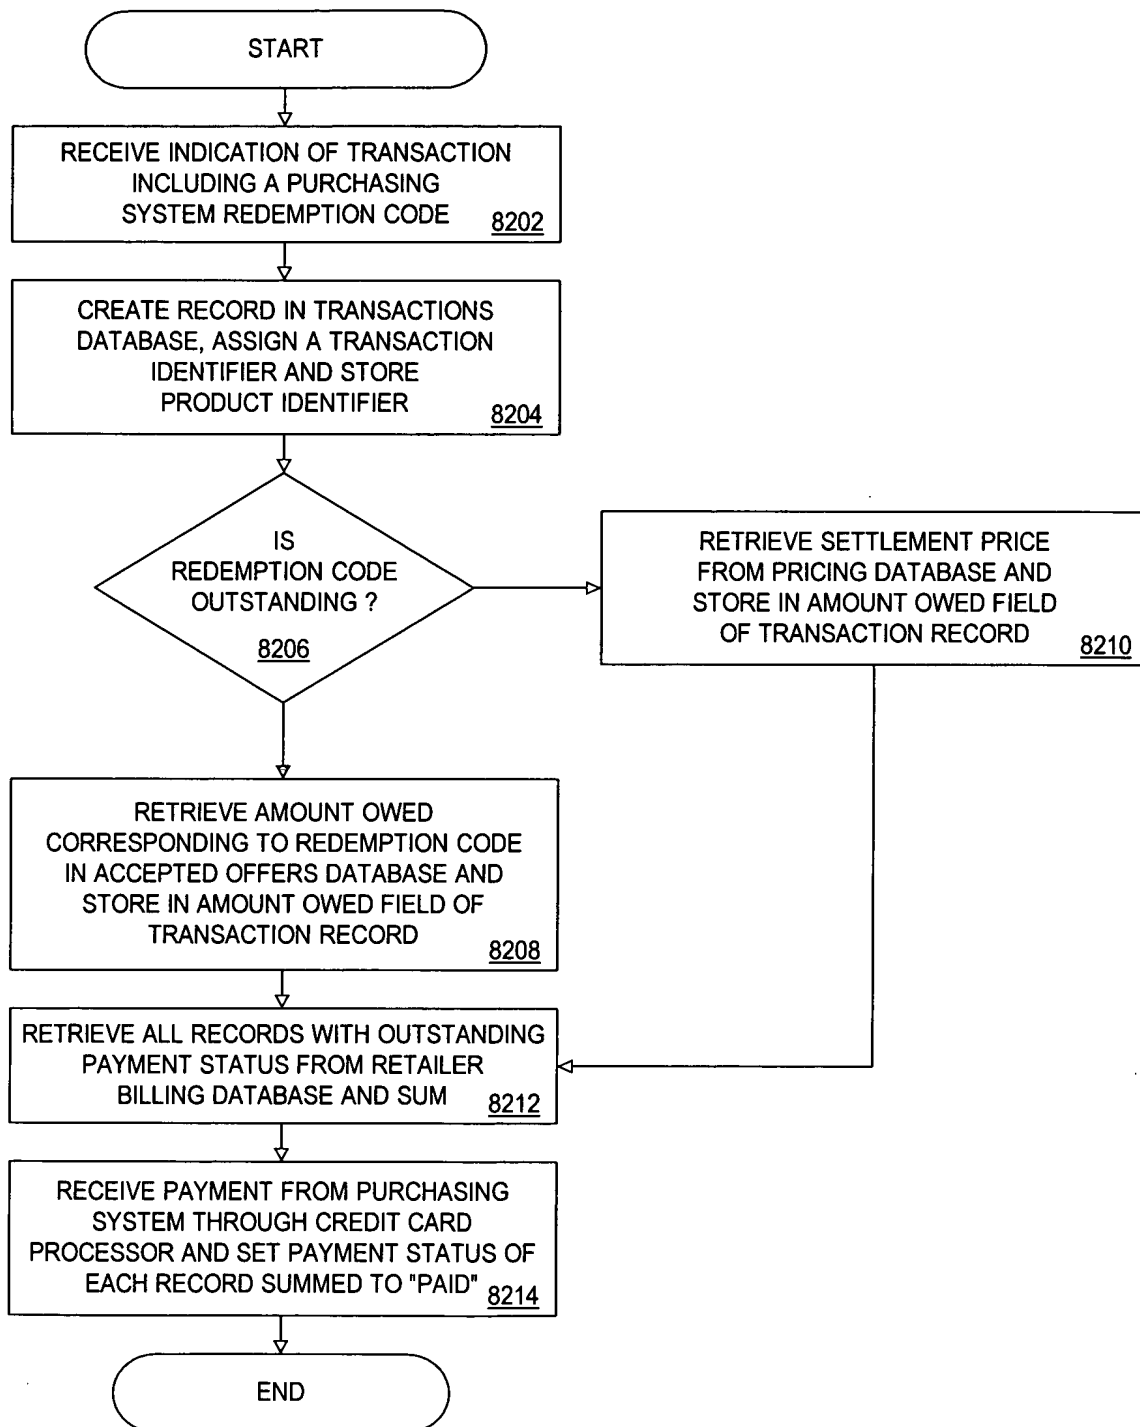 START
RECEIVE INDICATION OF TRANSACTION
INCLUDING A PURCHASING
SYSTEM REDEMPTION CODE
8202
CREATE RECORD IN TRANSACTIONS
DATABASE, ASSIGN A TRANSACTION
IDENTIFIER AND STORE
PRODUCT IDENTIFIER
8204
IS
REDEMPTION CODE
OUTSTANDING ?
8206
RETRIEVE SETTLEMENT PRICE
FROM PRICING DATABASE AND
STORE IN AMOUNT OWED FIELD
OF TRANSACTION RECORD
8210
RETRIEVE AMOUNT OWED
CORRESPONDING TO REDEMPTION CODE
IN ACCEPTED OFFERS DATABASE AND
STORE IN AMOUNT OWED FIELD OF
TRANSACTION RECORD
8208
RETRIEVE ALL RECORDS WITH OUTSTANDING
PAYMENT STATUS FROM RETAILER
BILLING DATABASE AND SUM
8212
RECEIVE PAYMENT FROM PURCHASING
SYSTEM THROUGH CREDIT CARD
PROCESSOR AND SET PAYMENT STATUS OF
EACH RECORD SUMMED TO "PAID"
8214
END